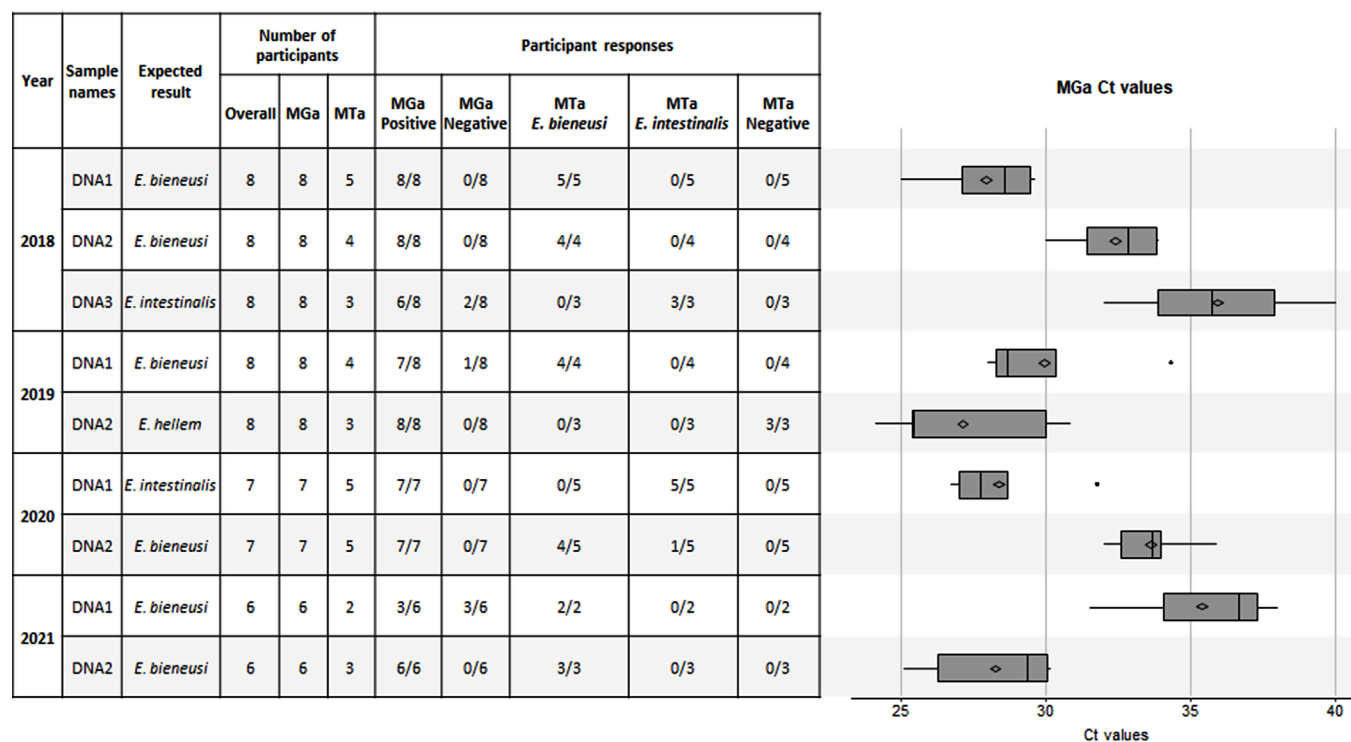 Year Sample names Expected result Number of participants Participant responses
Overall MGa MTa MGa Positive MGa Negative MTa E. bieneusi MTa E. intestinalis MTa Negative
MGa Ct values
2018
DNA1 E. bieneusi 8 8 5 8/8 0/8 5/5 0/5 0/5
DNA2 E. bieneusi 8 8 4 8/8 0/8 4/4 0/4 0/4
DNA3 E. intestinalis 8 8 3 6/8 2/8 0/3 3/3 0/3
2019
DNA1 E. bieneusi 8 8 4 7/8 1/8 4/4 0/4 0/4
DNA2 E. hellem 8 8 3 8/8 0/8 0/3 0/3 3/3
2020
DNA1 E. intestinalis 7 7 5 7/7 0/7 0/5 5/5 0/5
DNA2 E. bieneusi 7 7 5 7/7 0/7 4/5 1/5 0/5
2021
DNA1 E. bieneusi 6 6 2 3/6 3/6 2/2 0/2 0/2
DNA2 E. bieneusi 6 6 3 6/6 0/6 3/3 0/3 0/3
25 30 35 40
Ct values